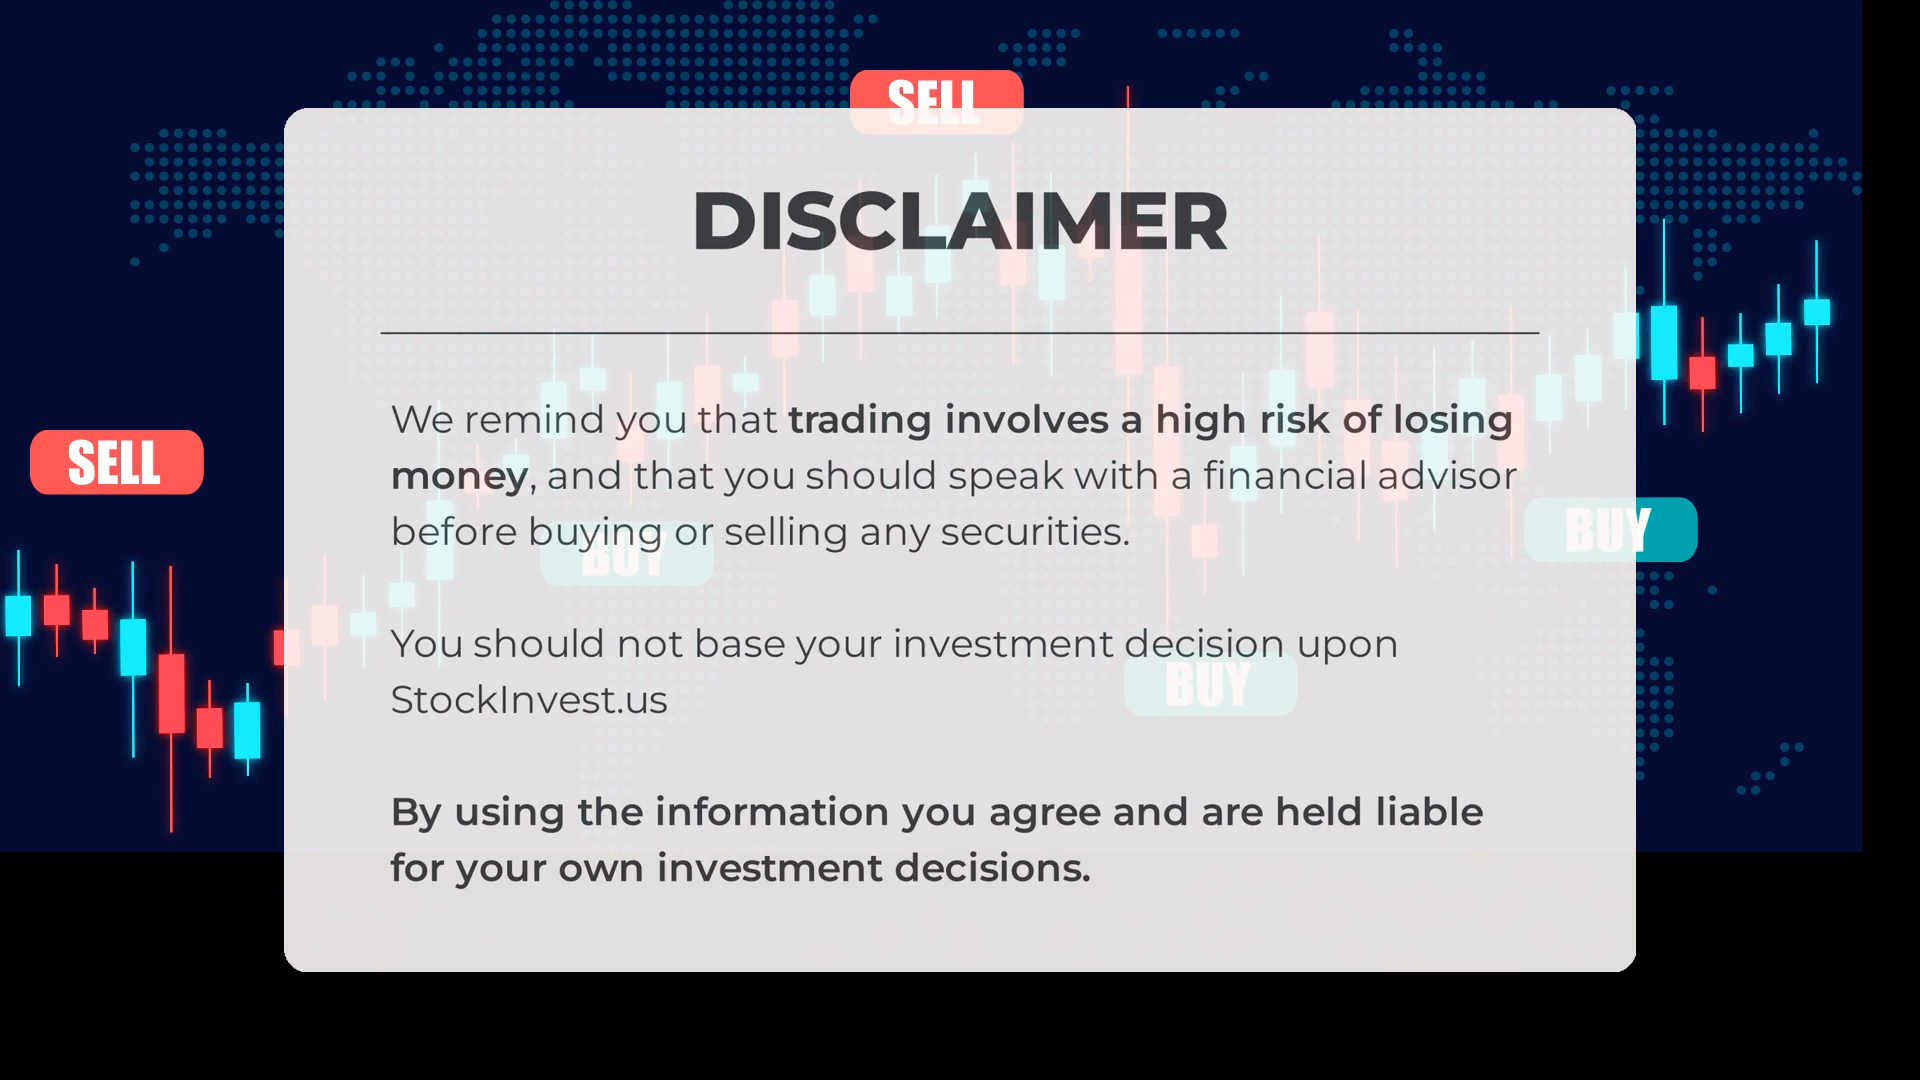 SELL
DISCLAIMER
We remind you that trading involves a high risk of losing
money, and that you should speak with a financial advisor
before buying or selling any securities.
SELL
BUY
BUY
You should not base your investment decision upon
StockInvest.us
BUY
By using the information you agree and are held liable
for your own investment decisions.